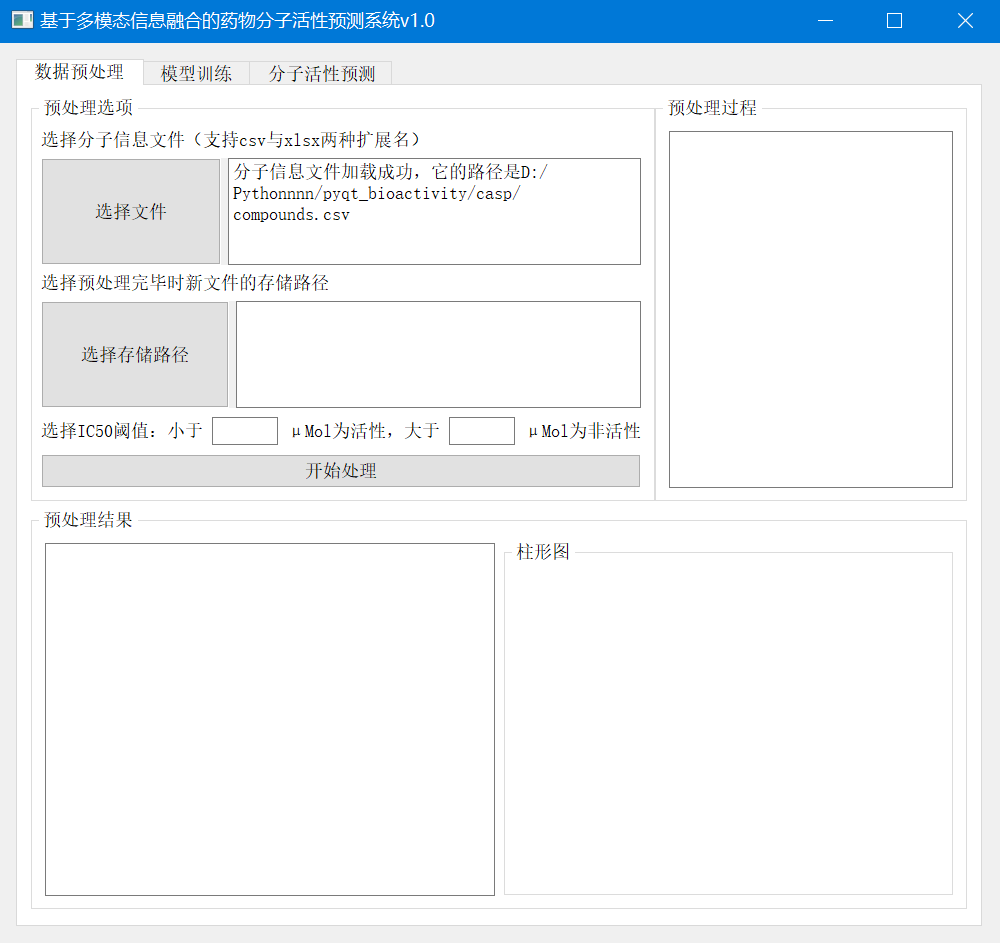 基于多模态信息融合的药物分子活性预测系统v1.0
数据预处理
模型训练
分子活性预测
预处理选项
选择分子信息文件（支持csv与xlsx两种扩展名）
选择文件
分子信息文件加载成功，它的路径是D:/
Pythonnnn/pyqt_bioactivity/casp/
compounds.csv
选择预处理完毕时新文件的存储路径
选择存储路径
选择IC50阈值：小于 μMol为活性，大于 μMol为非活性
开始处理
预处理过程
预处理结果
柱形图